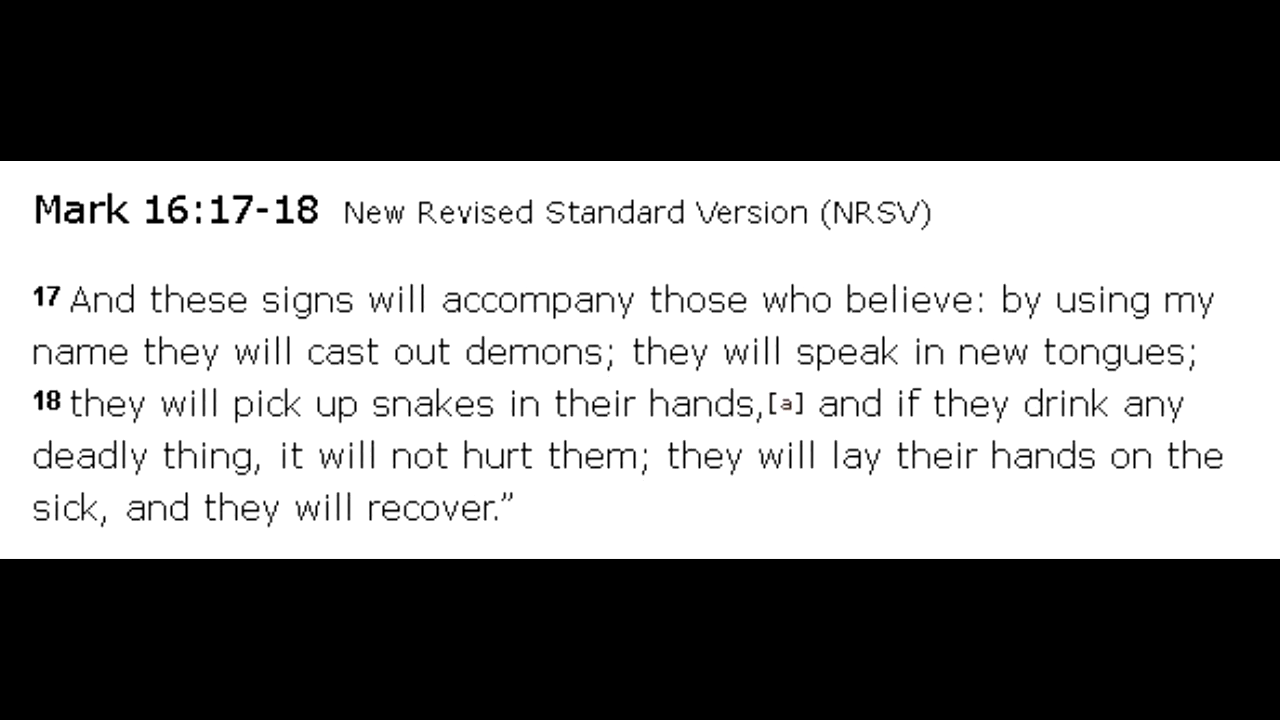 Mark 16:17-18 New Revised Standard Version (NRSV)
17 And these signs will accompany those who believe: by using my
name they will cast out demons; they will speak in new tongues;
18 they will pick up snakes in their hands,[a] and if they drink any
deadly thing, it will not hurt them; they will lay their hands on the
sick, and they will recover.”